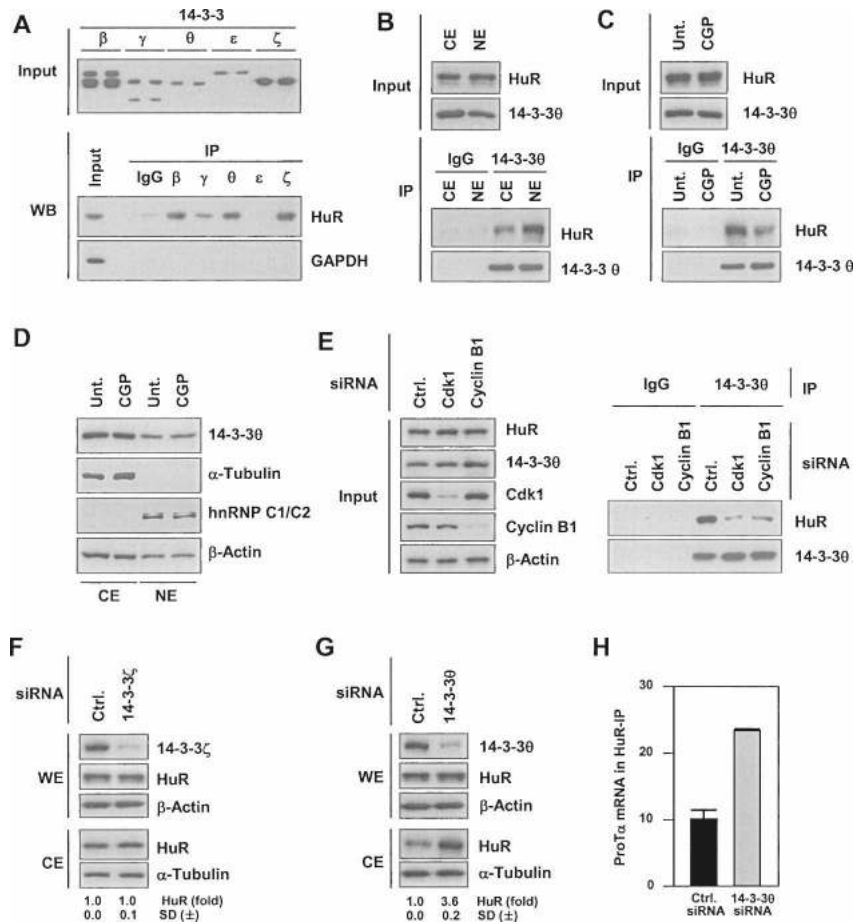 A
14-3-3
β γ θ ε ζ
Input
IP
Input
IgG β γ θ ε ζ
WB
HuR
GAPDH
B
CE NE
Input
HuR
14-3-3θ
IgG 14-3-3θ
CE NE CE NE
IP
HuR
14-3-3 θ
C
Unt. CGP
Input
HuR
14-3-3θ
IgG 14-3-3θ
Unt. CGP Unt. CGP
IP
HuR
14-3-3 θ
D
Unt. CGP Unt. CGP
14-3-3θ
α-Tubulin
hnRNP C1/C2
β-Actin
CE NE
E
siRNA
Ctrl. Cdk1 Cyclin B1
Input
HuR
14-3-3θ
Cdk1
Cyclin B1
β-Actin
IgG 14-3-3θ IP
Ctrl. Cdk1 Cyclin B1 Ctrl. Cdk1 Cyclin B1 siRNA
HuR
14-3-3θ
F
siRNA
Ctrl. 14-3-3ζ
14-3-3ζ
WE
HuR
β-Actin
CE
HuR
α-Tubulin
1.0 1.0 HuR (fold)
0.0 0.1 SD (±)
G
siRNA
Ctrl. 14-3-3θ
14-3-3θ
WE
HuR
β-Actin
CE
HuR
α-Tubulin
1.0 3.6 HuR (fold)
0.0 0.2 SD (±)
H
ProTα mRNA in HuR-IP
30
20
10
0
Ctrl. 14-3-3θ
siRNA siRNA